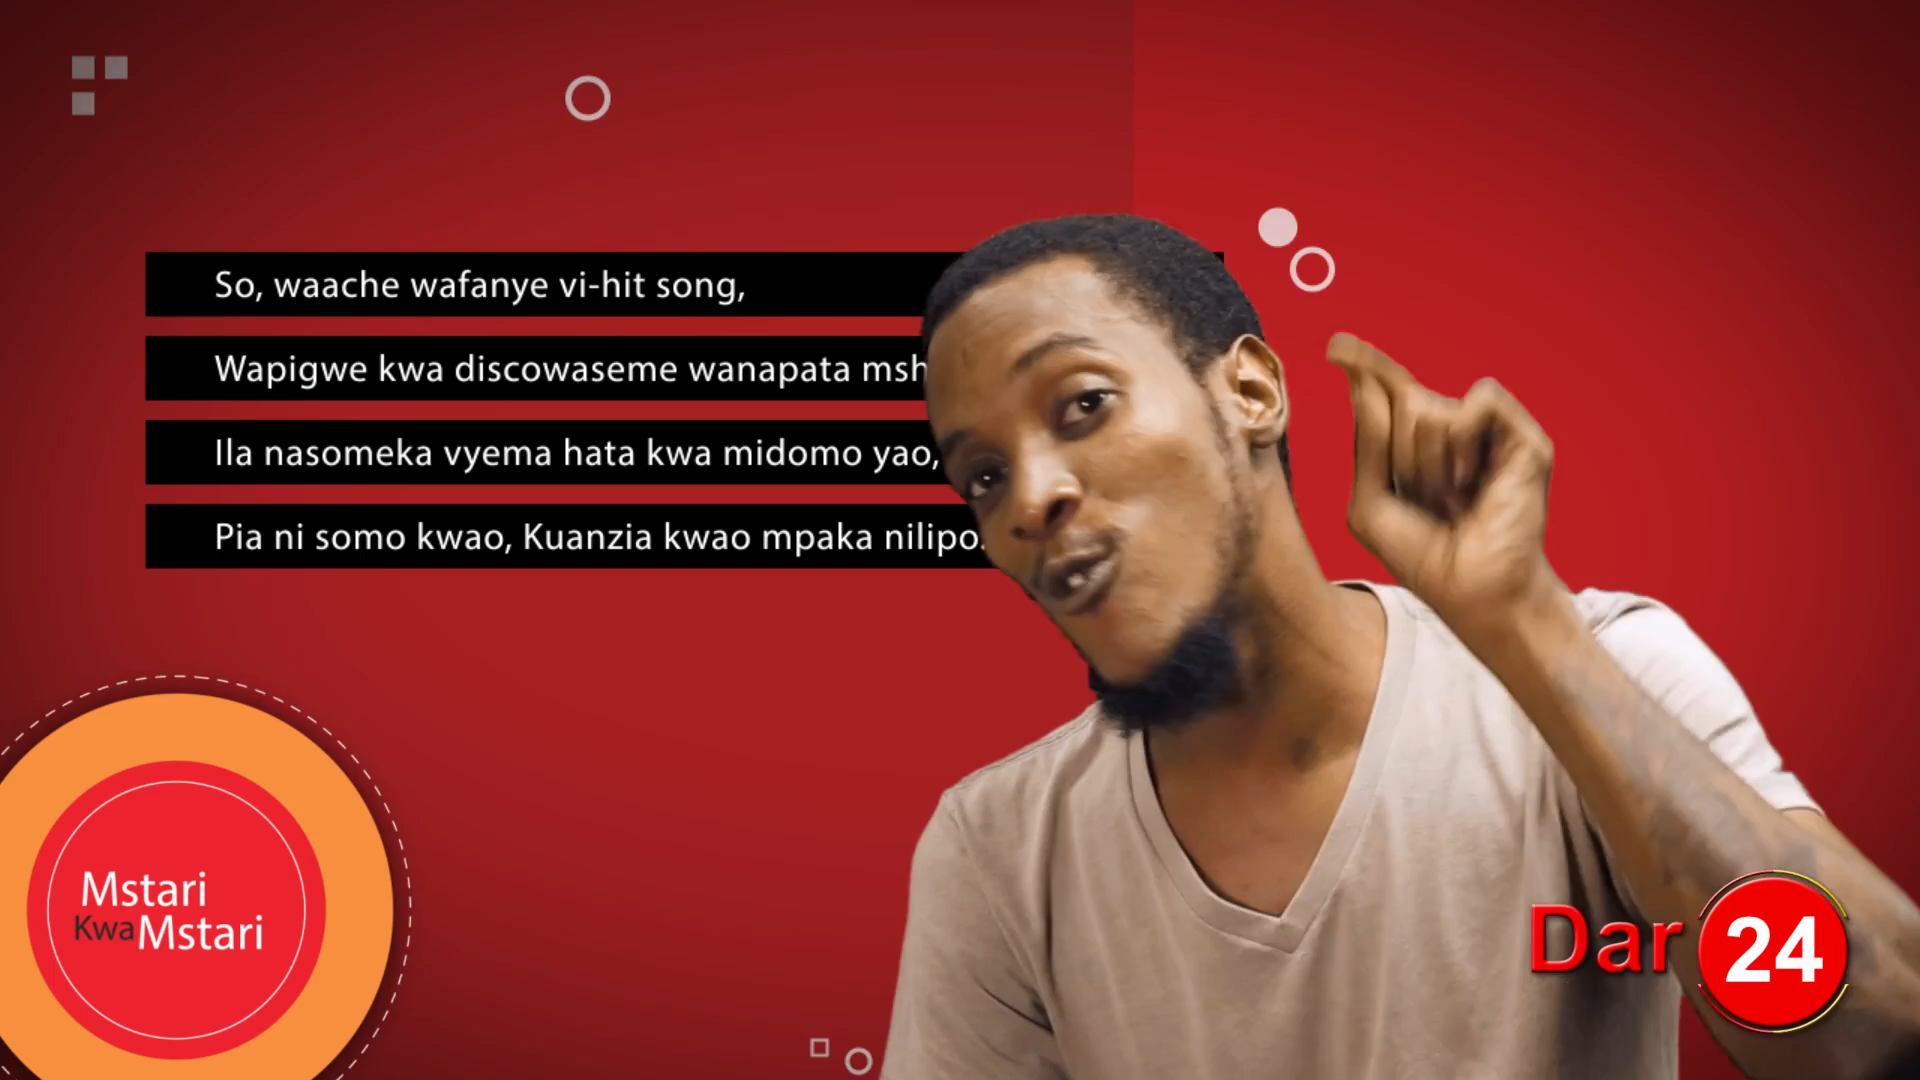 So, waache wafanye vi-hit song,
Wapigwe kwa discowaseme wanapata
Ila nasomeka vyema hata kwa midomo yao,
Pia ni somo kwao, Kuanzia kwao mpaka nilipo.
Mstari
Kwa Mstari
Dar 24